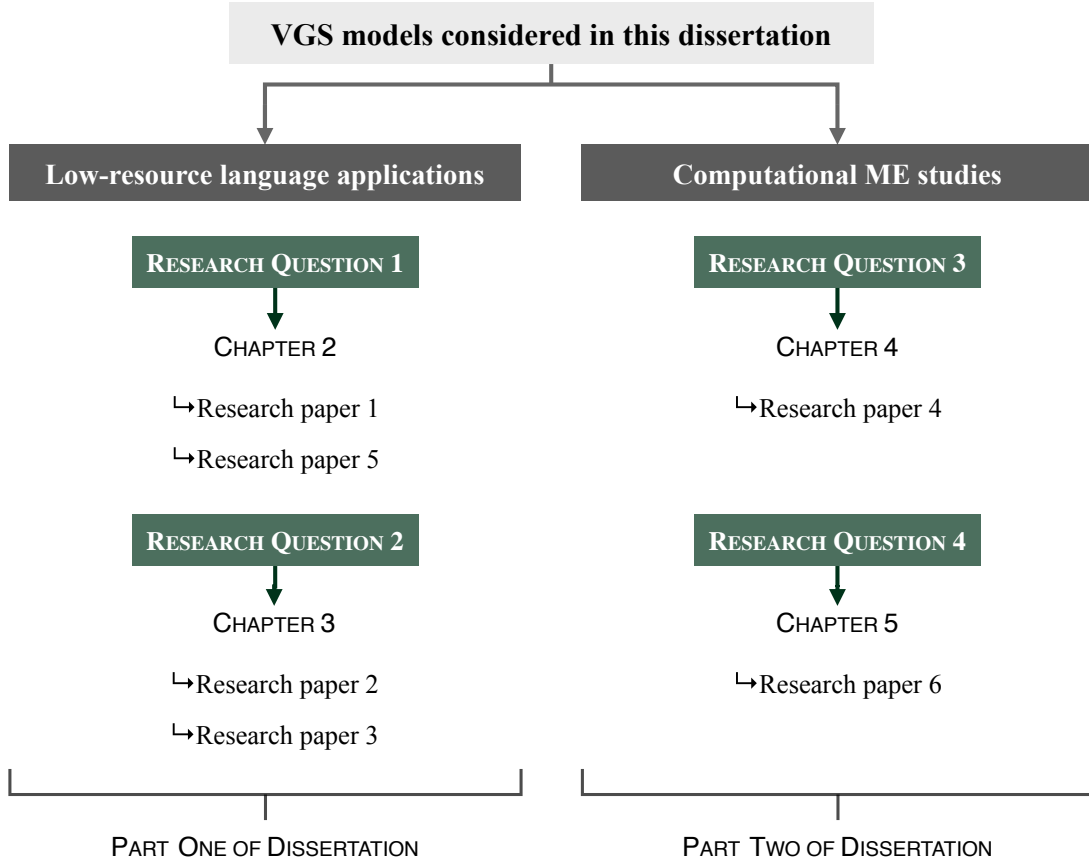 VGS models considered in this dissertation
Low-resource language applications
RESEARCH QUESTION 1
CHAPTER 2
↳Research paper 1
↳Research paper 5
RESEARCH QUESTION 2
CHAPTER 3
↳Research paper 2
↳Research paper 3
PART ONE OF DISSERTATION
Computational ME studies
RESEARCH QUESTION 3
CHAPTER 4
↳Research paper 4
RESEARCH QUESTION 4
CHAPTER 5
↳Research paper 6
PART TWO OF DISSERTATION